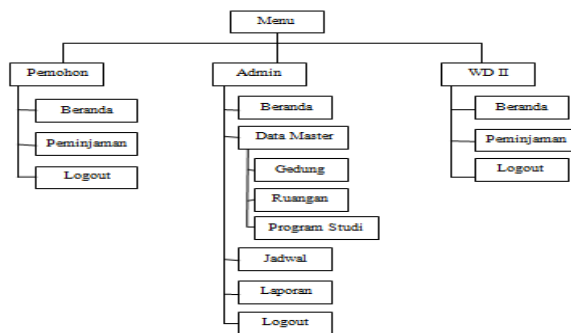 Menu
Pemohon
Beranda
Peminjaman
Logout
Admin
Beranda
Data Master
Gedung
Ruangan
Program Studi
Jadwal
Laporan
Logout
WD II
Beranda
Peminjaman
Logout